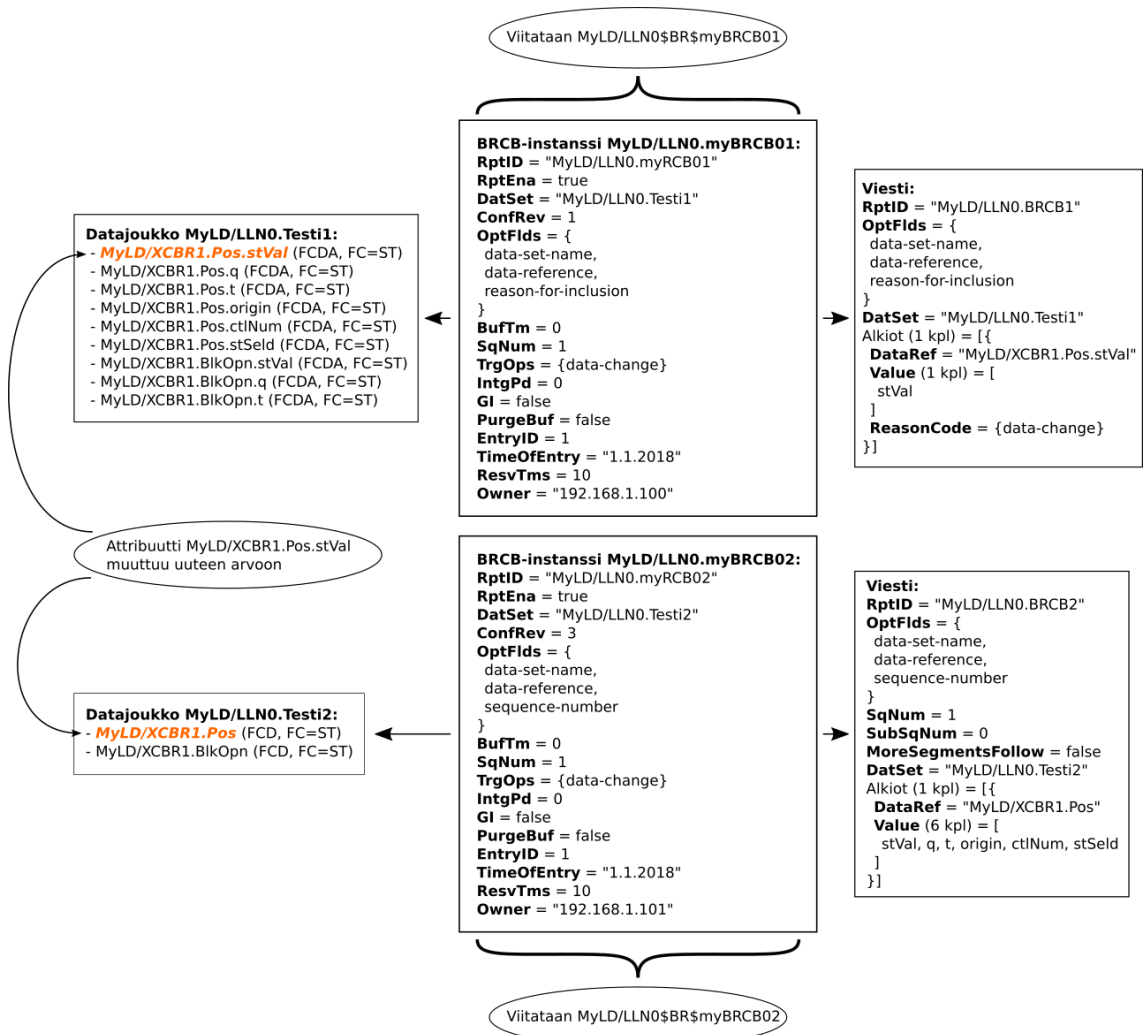 Viitataan MyLD/LLN0$BR$myBRCB01
BRCB-instanssi MyLD/LLN0.myBRCB01:
RptID = "MyLD/LLN0.myRCB01"
RptEna = true
DatSet = "MyLD/LLN0.Testi1"
ConfRev = 1
OptFlds = {
data-set-name,
data-reference,
reason-for-inclusion
}
BufTm = 0
SqNum = 1
TrgOps = {data-change}
IntgPd = 0
GI = false
PurgeBuf = false
EntryID = 1
TimeOfEntry = "1.1.2018"
ResvTms = 10
Owner = "192.168.1.100"
Datajoukko MyLD/LLN0.Testi1:
- MyLD/XCBR1.Pos.stVal (FCDA, FC=ST)
- MyLD/XCBR1.Pos.q (FCDA, FC=ST)
- MyLD/XCBR1.Pos.t (FCDA, FC=ST)
- MyLD/XCBR1.Pos.origin (FCDA, FC=ST)
- MyLD/XCBR1.Pos.ctlNum (FCDA, FC=ST)
- MyLD/XCBR1.Pos.stSeld (FCDA, FC=ST)
- MyLD/XCBR1.BlkOpn.stVal (FCDA, FC=ST)
- MyLD/XCBR1.BlkOpn.q (FCDA, FC=ST)
- MyLD/XCBR1.BlkOpn.t (FCDA, FC=ST)
Viesti:
RptID = "MyLD/LLN0.BRCB1"
OptFlds = {
data-set-name,
data-reference,
reason-for-inclusion
}
DatSet = "MyLD/LLN0.Testi1"
Alkiot (1 kpl) = [{
DataRef = "MyLD/XCBR1.Pos.stVal"
Value (1 kpl) = [
stVal
]
ReasonCode = {data-change}
}]
Attribuutti MyLD/XCBR1.Pos.stVal
muuttuu uuteen arvoon
BRCB-instanssi MyLD/LLN0.myBRCB02:
RptID = "MyLD/LLN0.myRCB02"
RptEna = true
DatSet = "MyLD/LLN0.Testi2"
ConfRev = 3
OptFlds = {
data-set-name,
data-reference,
sequence-number
}
BufTm = 0
SqNum = 1
TrgOps = {data-change}
IntgPd = 0
GI = false
PurgeBuf = false
EntryID = 1
TimeOfEntry = "1.1.2018"
ResvTms = 10
Owner = "192.168.1.101"
Datajoukko MyLD/LLN0.Testi2:
- MyLD/XCBR1.Pos (FCD, FC=ST)
- MyLD/XCBR1.BlkOpn (FCD, FC=ST)
Viesti:
RptID = "MyLD/LLN0.BRCB2"
OptFlds = {
data-set-name,
data-reference,
sequence-number
}
SqNum = 1
SubSqNum = 0
MoreSegmentsFollow = false
DatSet = "MyLD/LLN0.Testi2"
Alkiot (1 kpl) = [{
DataRef = "MyLD/XCBR1.Pos"
Value (6 kpl) = [
stVal, q, t, origin, ctlNum, stSeld
]
}]
Viitataan MyLD/LLN0$BR$myBRCB02